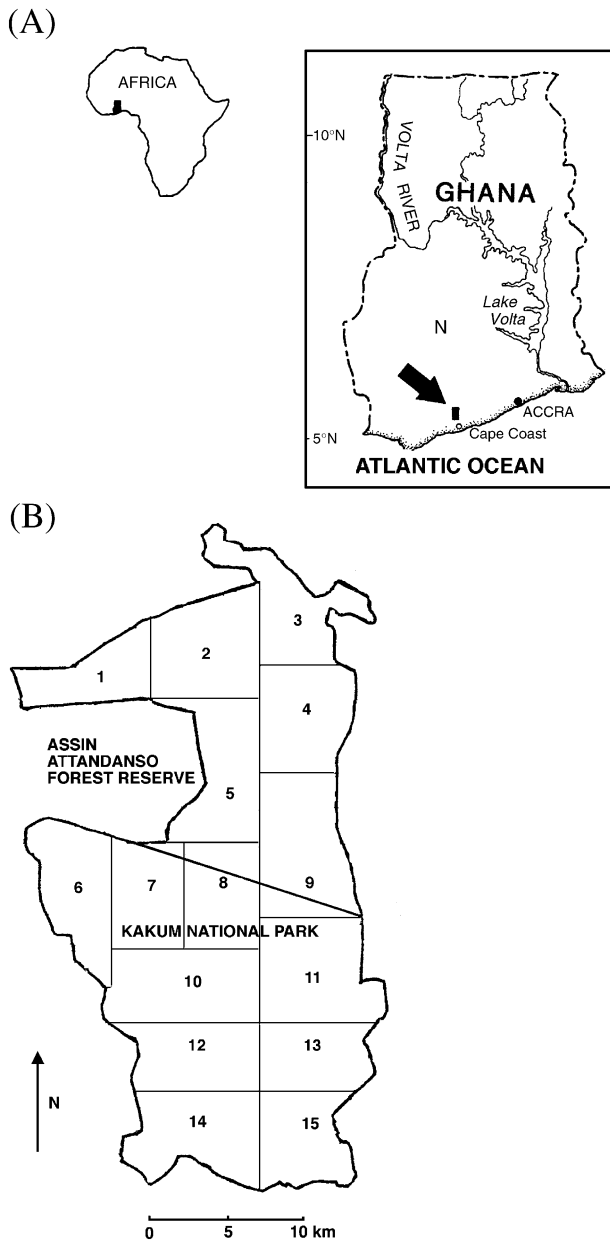 (A)
AFRICA
10°N
VOLTA RIVER
GHANA
Lake
Volta
N
ACCRA
Cape Coast
5°N
ATLANTIC OCEAN
(B)
3
2
1
4
ASSIN
ATTANDANSO
FOREST RESERVE
5
6
7
8
9
KAKUM NATIONAL PARK
10
11
12
13
N
14
15
0 5 10 km